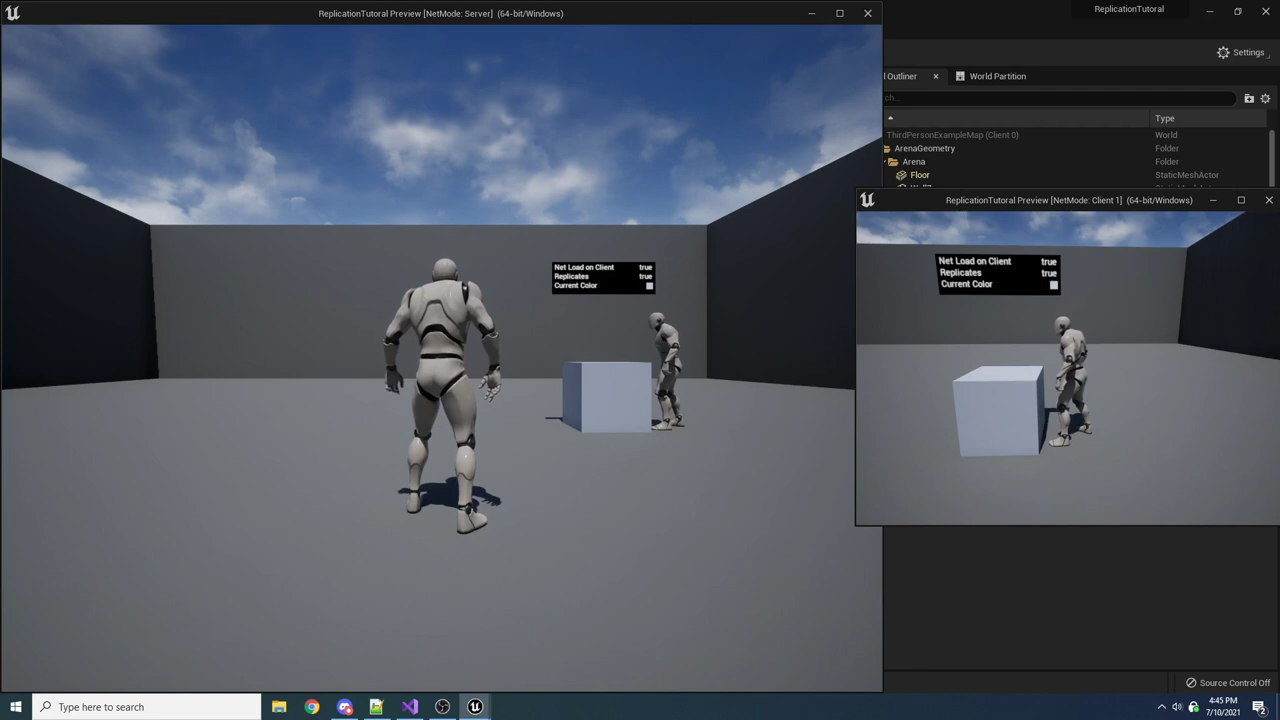 ReplicationTutoral Preview [NetMode: Server]  (64-bit/Windows)
ReplicationTutoral
Settings
l Outliner
World Partition
ch...
Type
ThirdPersonExampleMap (Client 0)
World
ArenaGeometry
Folder
Arena
Folder
Floor
StaticMeshActor
ReplicationTutoral Preview [NetMode: Client 1]  (64-bit/Windows)
Net Load on Client true
Replicates true
Current Color
Net Load on Client true
Replicates true
Current Color
Source Control Off
Type here to search
4:45 PM
7/10/2021
2